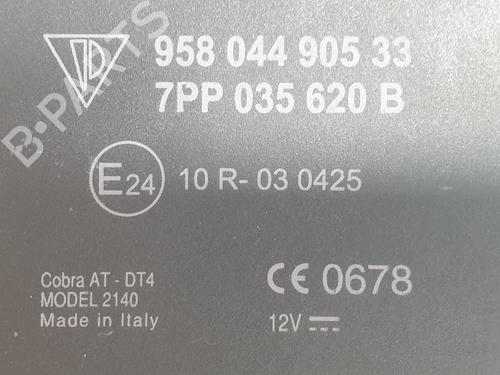 958 044 905 33
7PP 035 620 B
E24 10 R- 03 0425
Cobra AT - DT4
MODEL 2140
Made in Italy
CE 0678
12V
B-PARTS